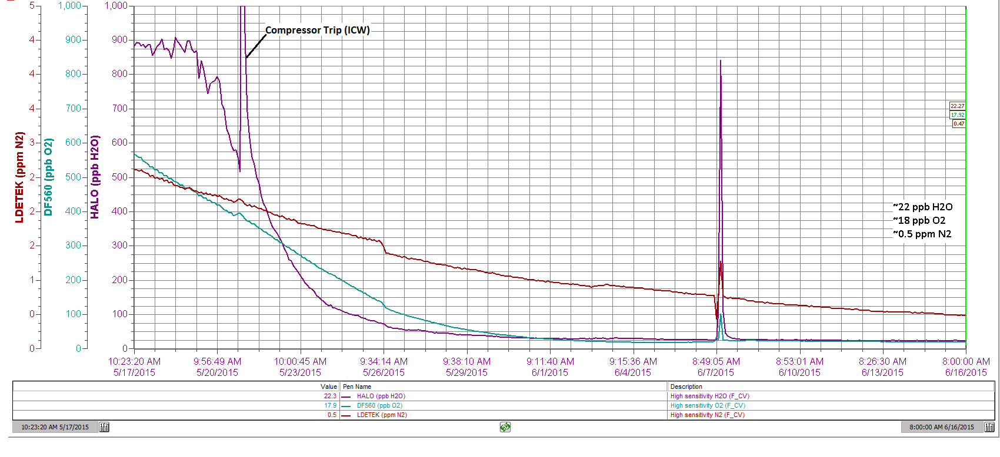 5 1,000 1,000
4 900 900
4 800 800
4 700 700
3 600 600
2 500 500
2 400 400
2 300 300
1 200 200
0 100 100
0 0 0
LDETEK (ppm N2)
DF560 (ppb O2)
HALO (ppb H2O)
Compressor Trip (ICW)
22.27
17.92
0.47
~22 ppb H2O
~18 ppb O2
~0.5 ppm N2
10:23:20 AM 9:56:49 AM 10:00:45 AM 9:34:14 AM 9:38:10 AM 9:11:40 AM 9:15:36 AM 8:49:05 AM 8:53:01 AM 8:26:30 AM 8:00:00 AM
5/17/2015 5/20/2015 5/23/2015 5/26/2015 5/29/2015 6/1/2015 6/4/2015 6/7/2015 6/10/2015 6/13/2015 6/16/2015
Value Pen Name Description
22.3 HALO (ppb H2O) High sensitivity H2O (F_CV)
17.9 DF560 (ppb O2) High sensitivity O2 (F_CV)
0.5 LDETEK (ppm N2) High sensitivity N2 (F_CV)
10:23:20 AM 5/17/2015 8:00:00 AM 6/16/2015